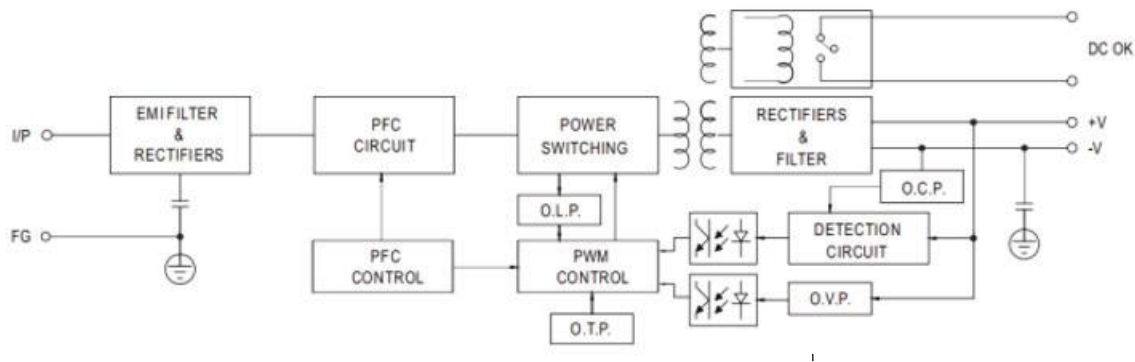 DC OK
I/P
EMI FILTER
&
RECTIFIERS
PFC
CIRCUIT
POWER
SWITCHING
RECTIFIERS
&
FILTER
+V
-V
O.C.P.
O.L.P.
FG
PFC
CONTROL
PWM
CONTROL
DETECTION
CIRCUIT
O.V.P.
O.T.P.